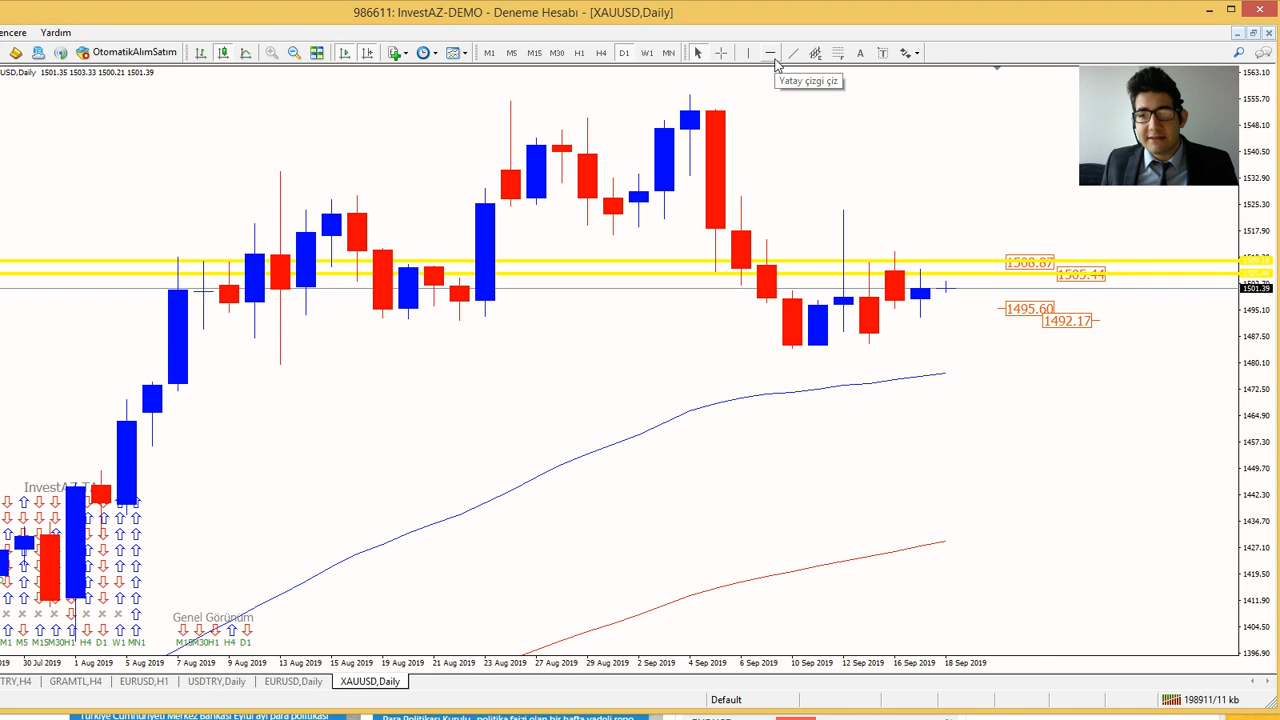 986611: InvestAZ-DEMO - Deneme Hesabı - [XAUUSD,Daily]
encere Yardım
OtomatikAlımSatım M1 M5 M15 M30 H1 H4 D1 W1 MN A T
Yatay çizgi çiz
USD,Daily 1501.35 1503.33 1500.21 1501.39
1563.10
1555.70
1548.10
1540.50
1532.90
1525.30
1517.90
1508.87
1505.44
1501.39
1495.60
1495.10
1492.17
1487.50
1480.10
1472.50
1464.90
1457.30
1449.70
1442.30
1434.70
1427.10
1419.50
1411.90
1404.50
1396.90
InvestAZ T
Genel Görünüm
M1 M5 M15 M30 H1 H4 D1 W1 MN1
M15 M30 H1 H4 D1
2019 30 Jul 2019 1 Aug 2019 5 Aug 2019 7 Aug 2019 9 Aug 2019 13 Aug 2019 15 Aug 2019 19 Aug 2019 21 Aug 2019 23 Aug 2019 27 Aug 2019 29 Aug 2019 2 Sep 2019 4 Sep 2019 6 Sep 2019 10 Sep 2019 12 Sep 2019 16 Sep 2019 18 Sep 2019
TRY,H4 GRAMTL,H4 EURUSD,H1 USDTRY,Daily EURUSD,Daily XAUUSD,Daily
Default 198911/11 kb
Türkiye Cumhuriyeti Merkez Bankası Eylül ayı para politikası
Para Politikası Kurulu, politika faizi olan bir hafta vadeli repo